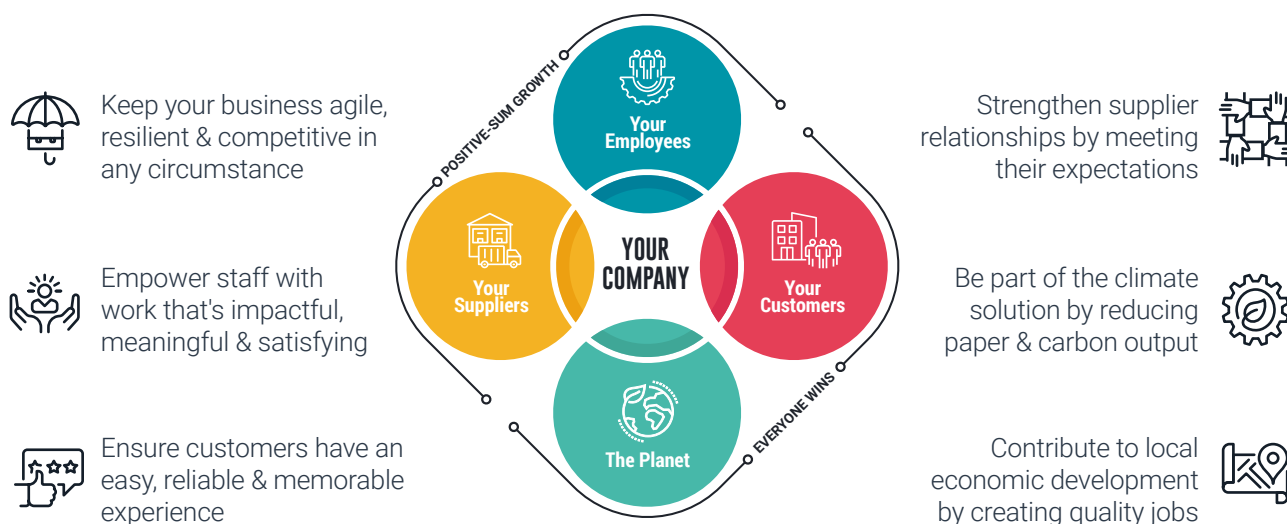 Keep your business agile,
resilient & competitive in
any circumstance
Empower staff with
work that's impactful,
meaningful & satisfying
Ensure customers have an
easy, reliable & memorable
experience
POSITIVE-SUM GROWTH
Your
Employees
Your
Suppliers
YOUR
COMPANY
Your
Customers
The Planet
EVERYONE WINS
Strengthen supplier
relationships by meeting
their expectations
Be part of the climate
solution by reducing
paper & carbon output
Contribute to local
economic development
by creating quality jobs